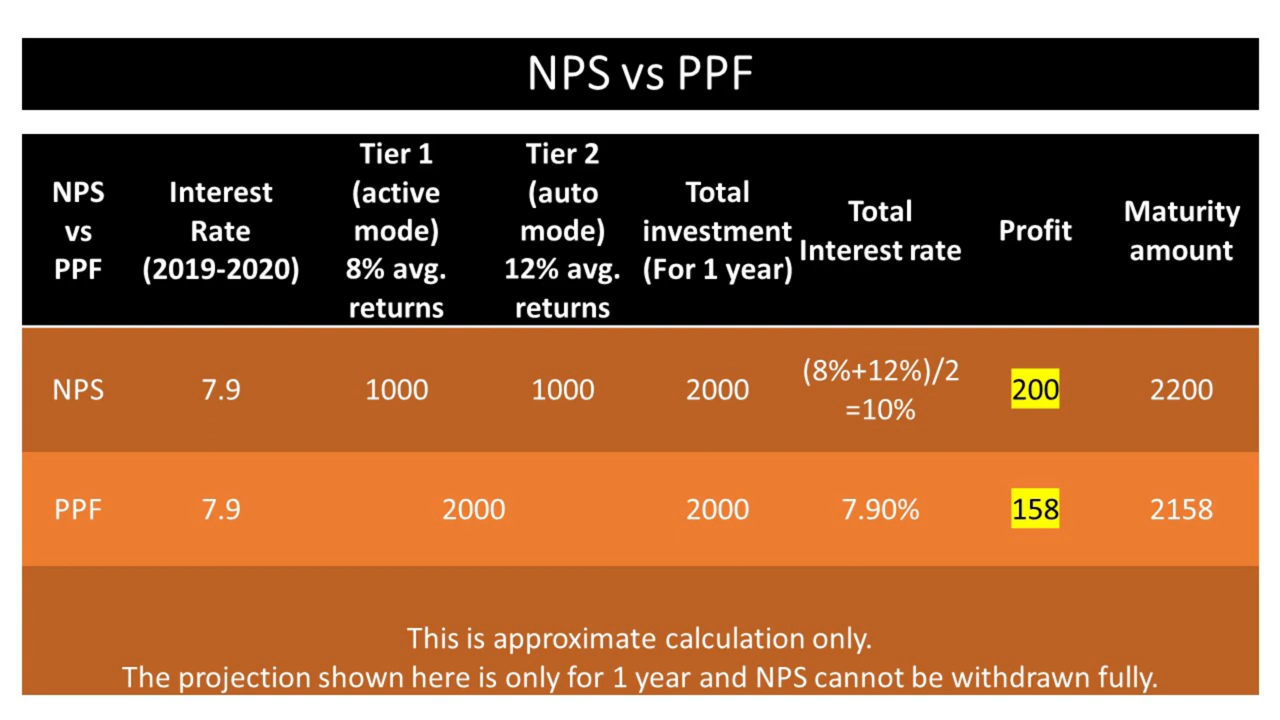 NPS vs PPF
NPS
vs
PPF
Interest
Rate
(2019-2020)
Tier 1
(active
mode)
8% avg.
returns
Tier 2
(auto
mode)
12% avg.
returns
Total
investment
(For 1 year)
Total
Interest rate
Profit
Maturity
amount
NPS
7.9
1000
1000
2000
(8%+12%)/2
=10%
200
2200
PPF
7.9
2000
2000
7.90%
158
2158
This is approximate calculation only.
The projection shown here is only for 1 year and NPS cannot be withdrawn fully.